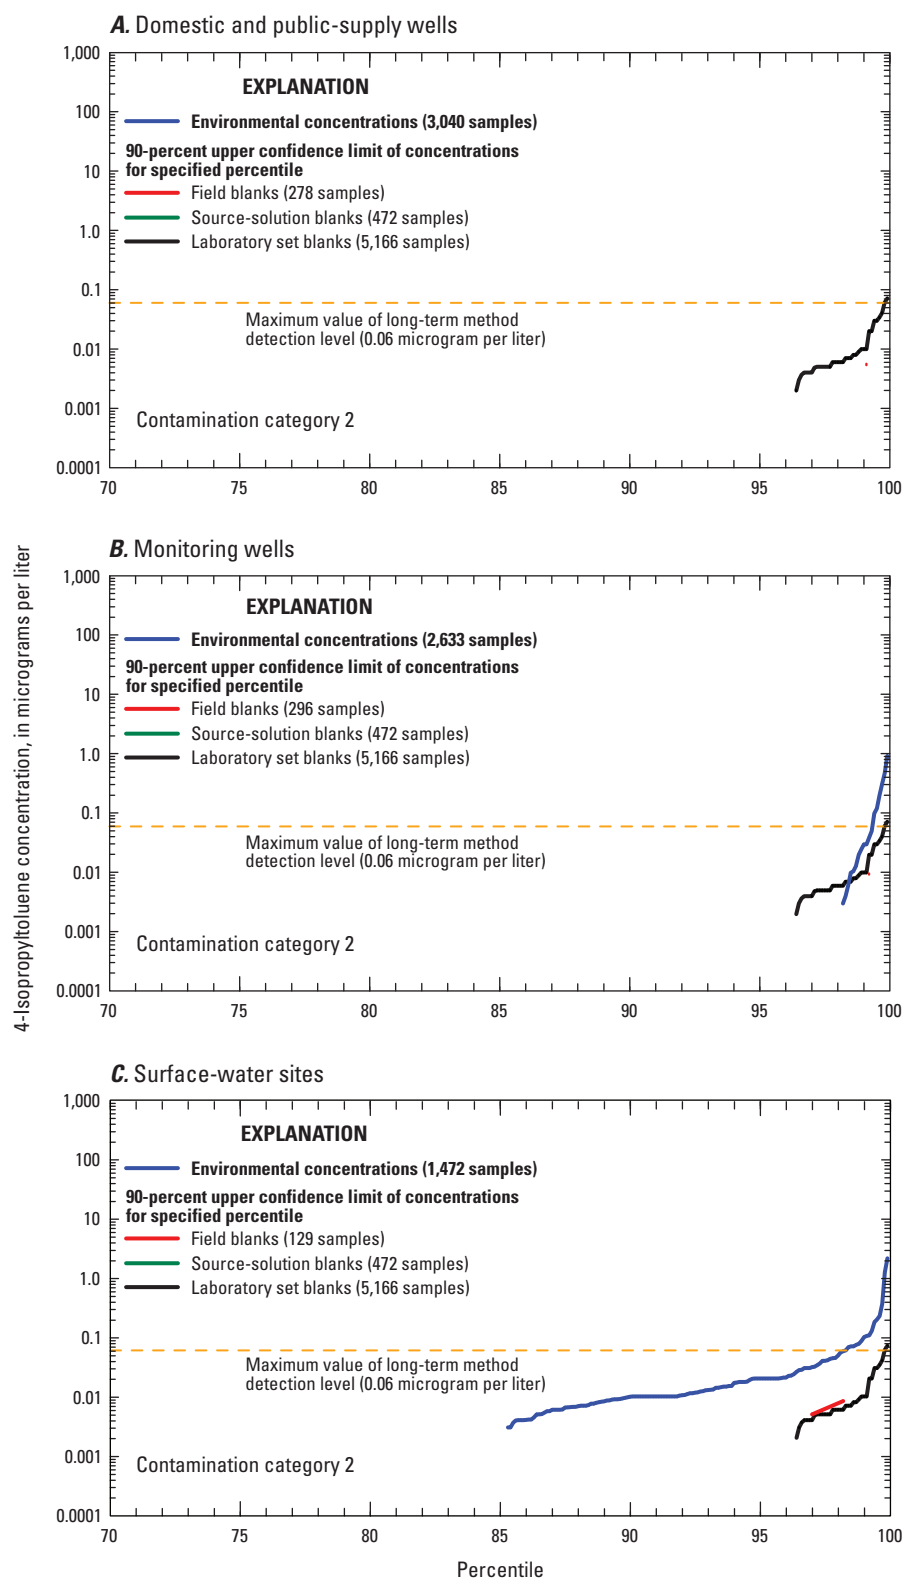 A. Domestic and public-supply wells
1,000
100
10
1.0
0.1
0.01
0.001
0.0001
EXPLANATION
Environmental concentrations (3,040 samples)
90-percent upper confidence limit of concentrations
for specified percentile
Field blanks (278 samples)
Source-solution blanks (472 samples)
Laboratory set blanks (5,166 samples)
Maximum value of long-term method
detection level (0.06 microgram per liter)
Contamination category 2
70 75 80 85 90 95 100
4-Isopropyltoluene concentration, in micrograms per liter
B. Monitoring wells
1,000
100
10
1.0
0.1
0.01
0.001
0.0001
EXPLANATION
Environmental concentrations (2,633 samples)
90-percent upper confidence limit of concentrations
for specified percentile
Field blanks (296 samples)
Source-solution blanks (472 samples)
Laboratory set blanks (5,166 samples)
Maximum value of long-term method
detection level (0.06 microgram per liter)
Contamination category 2
70 75 80 85 90 95 100
C. Surface-water sites
1,000
100
10
1.0
0.1
0.01
0.001
0.0001
EXPLANATION
Environmental concentrations (1,472 samples)
90-percent upper confidence limit of concentrations
for specified percentile
Field blanks (129 samples)
Source-solution blanks (472 samples)
Laboratory set blanks (5,166 samples)
Maximum value of long-term method
detection level (0.06 microgram per liter)
Contamination category 2
70 75 80 85 90 95 100
Percentile